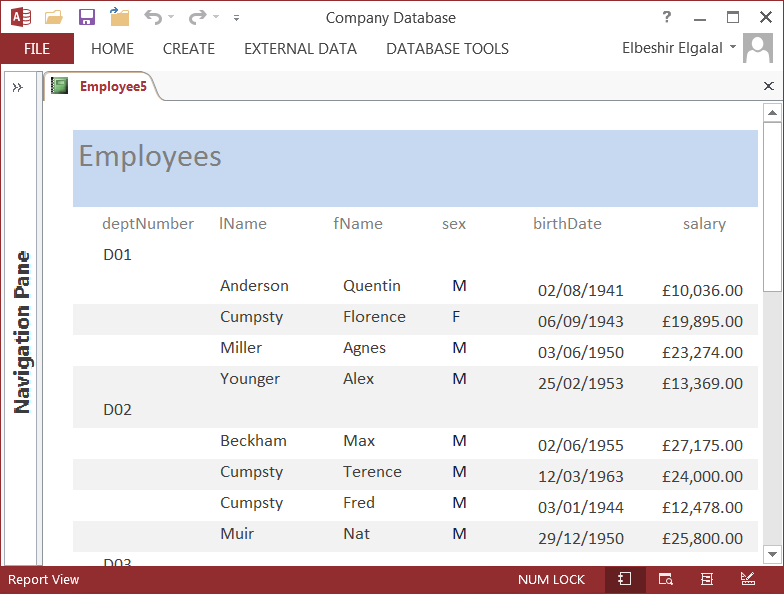 Company Database
?
FILE HOME CREATE EXTERNAL DATA DATABASE TOOLS Elbeshir Elgalal
Employee5
Navigation Pane
Employees
deptNumber lName fName sex birthDate salary
D01
Anderson Quentin M 02/08/1941 £10,036.00
Cumpsty Florence F 06/09/1943 £19,895.00
Miller Agnes M 03/06/1950 £23,274.00
Younger Alex M 25/02/1953 £13,369.00
D02
Beckham Max M 02/06/1955 £27,175.00
Cumpsty Terence M 12/03/1963 £24,000.00
Cumpsty Fred M 03/01/1944 £12,478.00
Muir Nat M 29/12/1950 £25,800.00
D03
Report View NUM LOCK